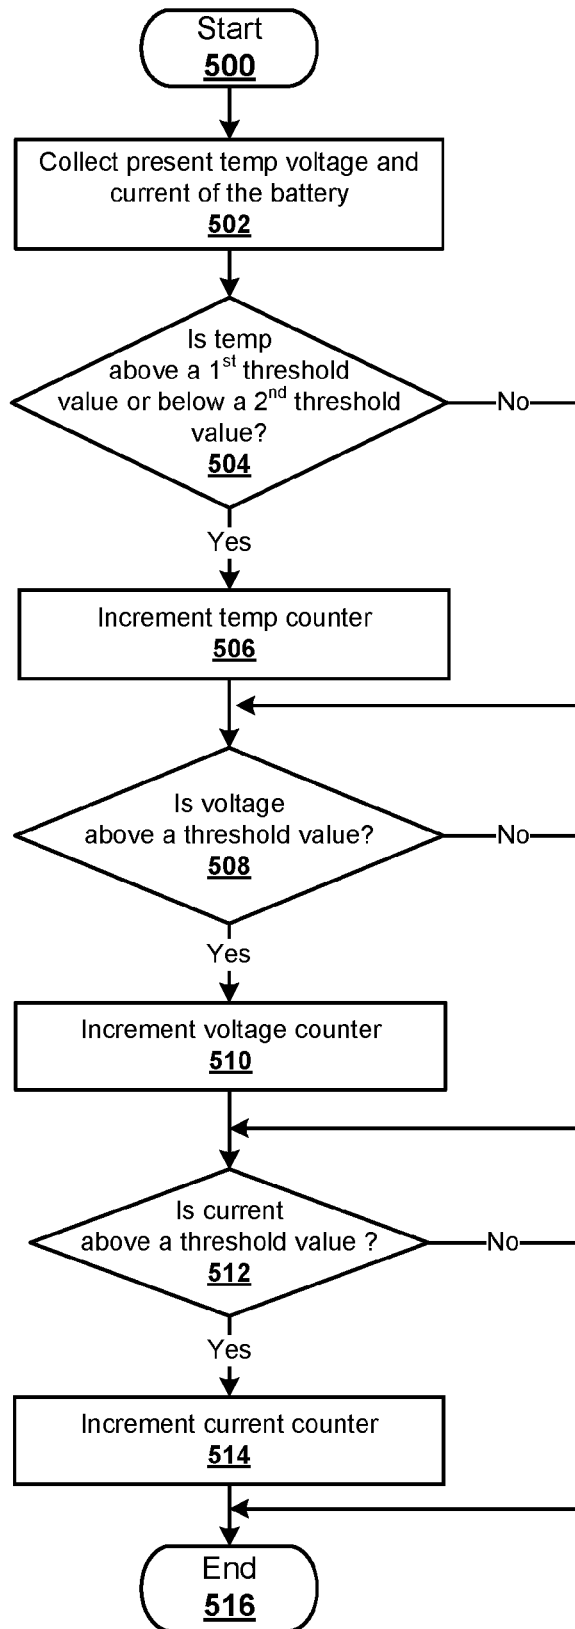 Start
500
Collect present temp voltage and
current of the battery
502
Is temp
above a 1st threshold
value or below a 2nd threshold
value?
504
No
Yes
Increment temp counter
506
Is voltage
above a threshold value?
508
No
Yes
Increment voltage counter
510
Is current
above a threshold value ?
512
No
Yes
Increment current counter
514
End
516